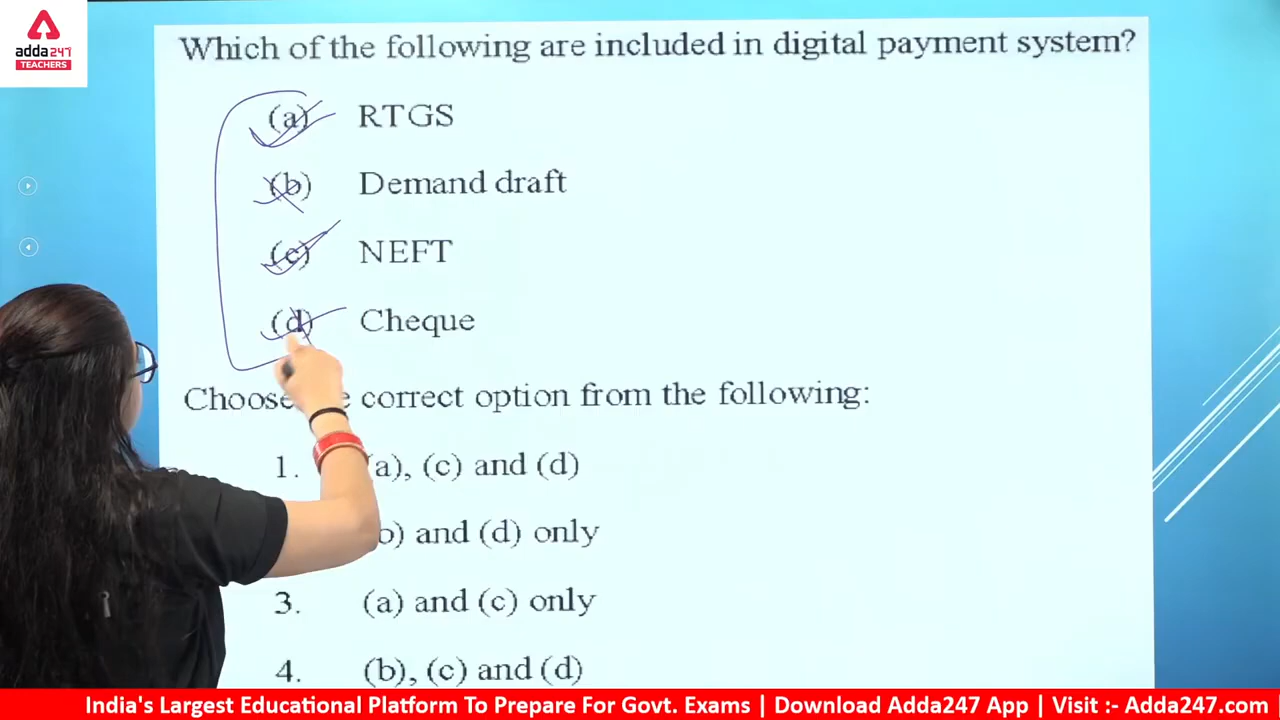 adda247
TEACHERS
Which of the following are included in digital payment system?
(a) RTGS
(b) Demand draft
(c) NEFT
(d) Cheque
Choose correct option from the following:
1. (a), (c) and (d)
and (d) only
3. (a) and (c) only
4. (b), (c) and (d)
India's Largest Educational Platform To Prepare For Govt. Exams | Download Adda247 App | Visit :- Adda247.com